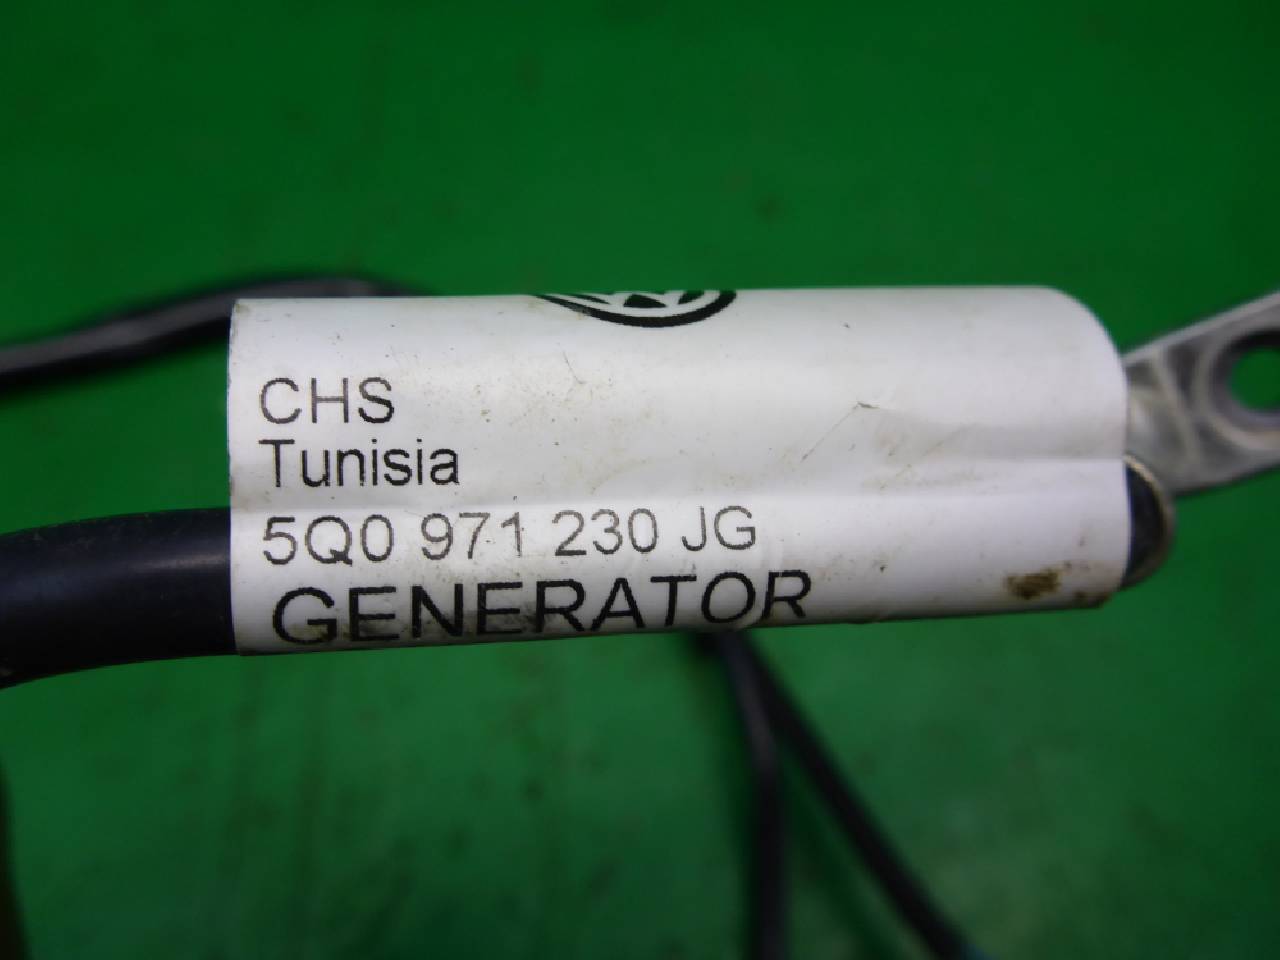 CHS
Tunisia
5Q0 971 230 JG
GENERATOR